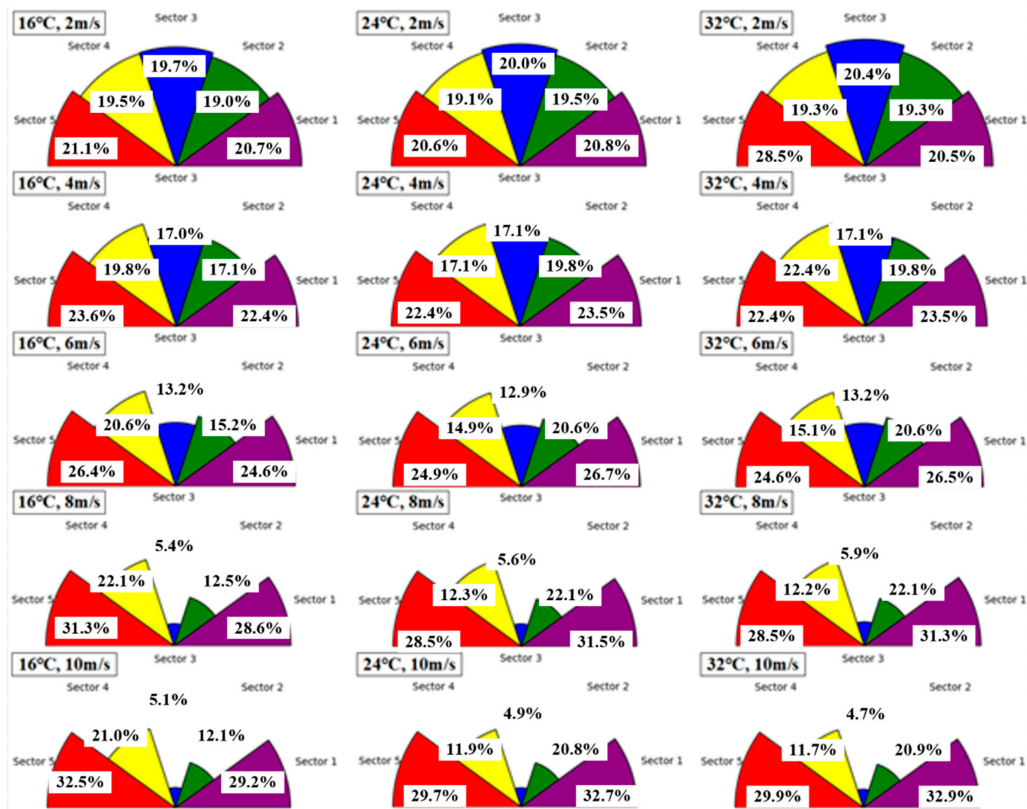 16°C, 2m/s
Sector 3
24°C, 2m/s
Sector 3
32°C, 2m/s
Sector 3
Sector 4
Sector 2
Sector 4
Sector 2
Sector 4
Sector 2
19.7%
20.0%
20.4%
19.5%
19.0%
19.1%
19.5%
19.3%
19.3%
Sector 5
Sector 1
Sector 5
Sector 1
Sector 5
Sector 1
21.1%
20.7%
20.6%
20.8%
28.5%
20.5%
16°C, 4m/s
Sector 3
24°C, 4m/s
Sector 3
32°C, 4m/s
Sector 3
Sector 4
Sector 2
Sector 4
Sector 2
Sector 4
Sector 2
17.0%
17.1%
17.1%
19.8%
17.1%
17.1%
19.8%
22.4%
19.8%
Sector 5
Sector 1
Sector 5
Sector 1
Sector 5
Sector 1
23.6%
22.4%
22.4%
23.5%
22.4%
23.5%
16°C, 6m/s
Sector 3
24°C, 6m/s
Sector 3
32°C, 6m/s
Sector 3
Sector 4
Sector 2
Sector 4
Sector 2
Sector 4
Sector 2
13.2%
12.9%
13.2%
20.6%
15.2%
14.9%
20.6%
15.1%
20.6%
Sector 5
Sector 1
Sector 5
Sector 1
Sector 5
Sector 1
26.4%
24.6%
24.9%
26.7%
24.6%
26.5%
16°C, 8m/s
Sector 3
24°C, 8m/s
Sector 3
32°C, 8m/s
Sector 3
Sector 4
Sector 2
Sector 4
Sector 2
Sector 4
Sector 2
5.4%
5.6%
5.9%
22.1%
12.5%
12.3%
22.1%
12.2%
22.1%
Sector 5
Sector 1
Sector 5
Sector 1
Sector 5
Sector 1
31.3%
28.6%
28.5%
31.5%
28.5%
31.3%
16°C, 10m/s
Sector 3
24°C, 10m/s
Sector 3
32°C, 10m/s
Sector 3
Sector 4
Sector 2
Sector 4
Sector 2
Sector 4
Sector 2
5.1%
4.9%
4.7%
21.0%
12.1%
11.9%
20.8%
11.7%
20.9%
Sector 5
Sector 1
Sector 5
Sector 1
Sector 5
Sector 1
32.5%
29.2%
29.7%
32.7%
29.9%
32.9%